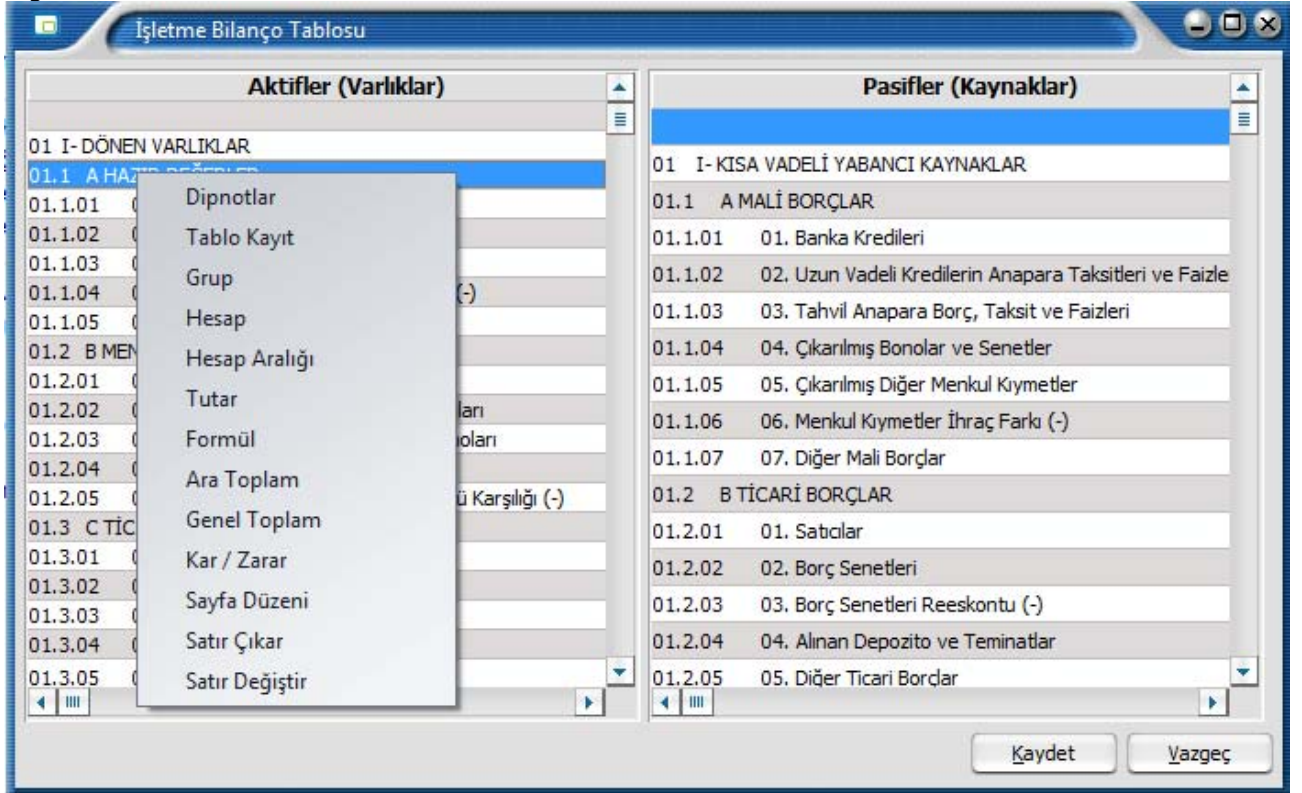 İşletme Bilanço Tablosu
Aktifler (Varlıklar)
01 I- DÖNEN VARLIKLAR
01.1 A HAZIR DEĞERLER
01.1.01
01.1.02
01.1.03
01.1.04 (-)
01.1.05
01.2 B MEN
01.2.01
01.2.02 ları
01.2.03 oları
01.2.04
01.2.05 ü Karşılığı (-)
01.3 C TİC
01.3.01
01.3.02
01.3.03
01.3.04
01.3.05
Dipnotlar
Tablo Kayıt
Grup
Hesap
Hesap Aralığı
Tutar
Formül
Ara Toplam
Genel Toplam
Kar / Zarar
Sayfa Düzeni
Satır Çıkar
Satır Değiştir
Pasifler (Kaynaklar)
01 I- KISA VADELİ YABANCI KAYNAKLAR
01.1 A MALİ BORÇLAR
01.1.01 01. Banka Kredileri
01.1.02 02. Uzun Vadeli Kredilerin Anapara Taksitleri ve Faizle
01.1.03 03. Tahvil Anapara Borç, Taksit ve Faizleri
01.1.04 04. Çıkarılmış Bonolar ve Senetler
01.1.05 05. Çıkarılmış Diğer Menkul Kıymetler
01.1.06 06. Menkul Kıymetler İhraç Farkı (-)
01.1.07 07. Diğer Mali Borçlar
01.2 B TİCARİ BORÇLAR
01.2.01 01. Satıcılar
01.2.02 02. Borç Senetleri
01.2.03 03. Borç Senetleri Reeskontu (-)
01.2.04 04. Alınan Depozito ve Teminatlar
01.2.05 05. Diğer Ticari Borçlar
Kaydet
Vazgeç